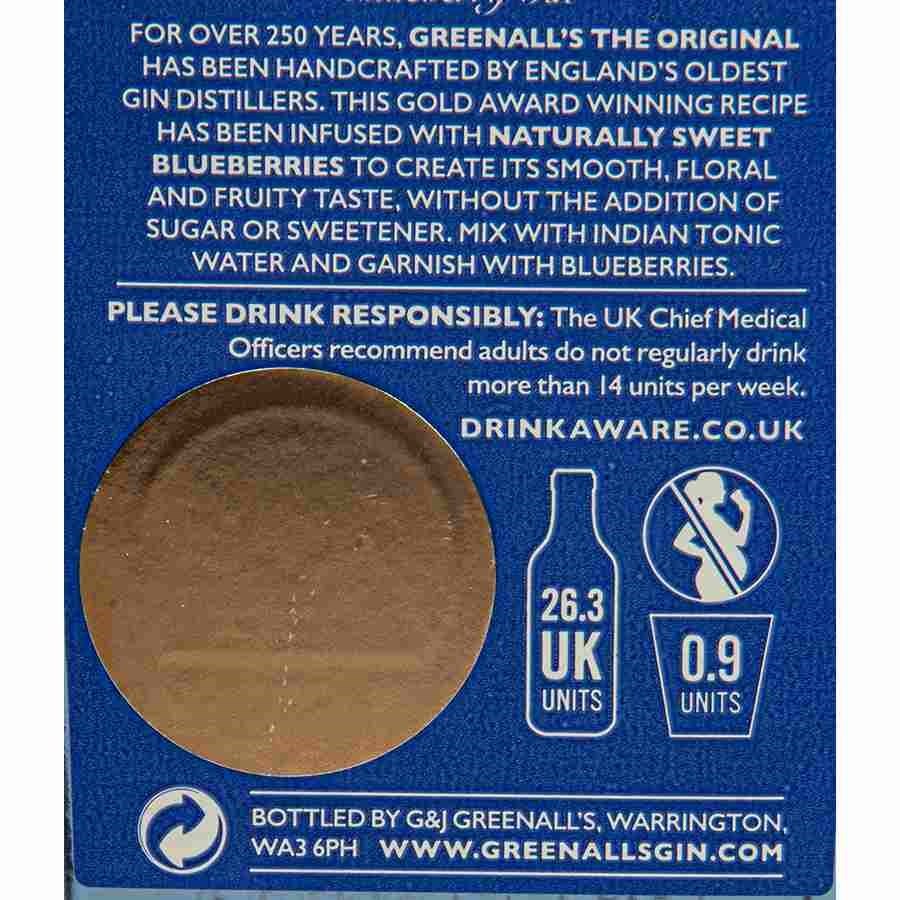 FOR OVER 250 YEARS, GREENALL'S THE ORIGINAL
HAS BEEN HANDCRAFTED BY ENGLAND'S OLDEST
GIN DISTILLERS. THIS GOLD AWARD WINNING RECIPE
HAS BEEN INFUSED WITH NATURALLY SWEET
BLUEBERRIES TO CREATE ITS SMOOTH, FLORAL
AND FRUITY TASTE, WITHOUT THE ADDITION OF
SUGAR OR SWEETENER. MIX WITH INDIAN TONIC
WATER AND GARNISH WITH BLUEBERRIES.
PLEASE DRINK RESPONSIBLY: The UK Chief Medical
Officers recommend adults do not regularly drink
more than 14 units per week.
DRINKAWARE.CO.UK
26.3
UK
UNITS
0.9
UNITS
BOTTLED BY G&J GREENALL'S, WARRINGTON,
WA3 6PH WWW.GREENALLSGIN.COM